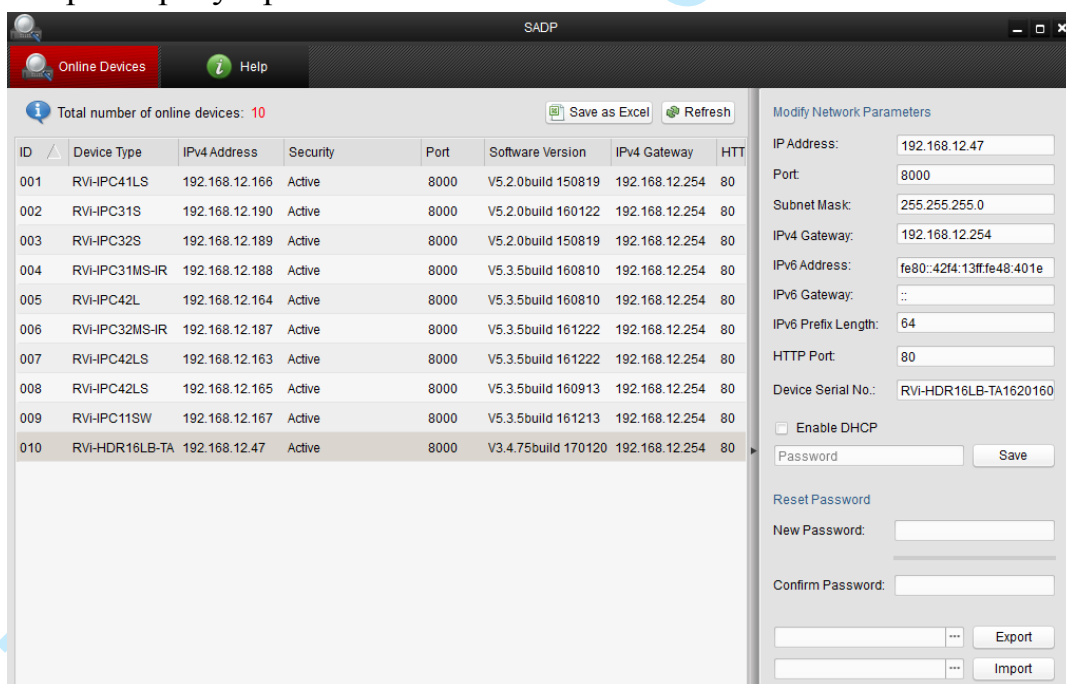 SADP
Online Devices
Help
Total number of online devices: 10
Save as Excel
Refresh
ID Device Type IPv4 Address Security Port Software Version IPv4 Gateway HTT
001 RVi-IPC41LS 192.168.12.166 Active 8000 V5.2.0build 150819 192.168.12.254 80
002 RVi-IPC31S 192.168.12.190 Active 8000 V5.2.0build 160122 192.168.12.254 80
003 RVi-IPC32S 192.168.12.189 Active 8000 V5.2.0build 150819 192.168.12.254 80
004 RVi-IPC31MS-IR 192.168.12.188 Active 8000 V5.3.5build 160810 192.168.12.254 80
005 RVi-IPC42L 192.168.12.164 Active 8000 V5.3.5build 160810 192.168.12.254 80
006 RVi-IPC32MS-IR 192.168.12.187 Active 8000 V5.3.5build 161222 192.168.12.254 80
007 RVi-IPC42LS 192.168.12.163 Active 8000 V5.3.5build 161222 192.168.12.254 80
008 RVi-IPC42LS 192.168.12.165 Active 8000 V5.3.5build 160913 192.168.12.254 80
009 RVi-IPC11SW 192.168.12.167 Active 8000 V5.3.5build 161213 192.168.12.254 80
010 RVi-HDR16LB-TA 192.168.12.47 Active 8000 V3.4.75build 170120 192.168.12.254 80
Modify Network Parameters
IP Address: 192.168.12.47
Port: 8000
Subnet Mask: 255.255.255.0
IPv4 Gateway: 192.168.12.254
IPv6 Address: fe80::42f4:13ff:fe48:401e
IPv6 Gateway: ::
IPv6 Prefix Length: 64
HTTP Port: 80
Device Serial No.: RVi-HDR16LB-TA1620160
Enable DHCP
Password Save
Reset Password
New Password:
Confirm Password:
... Export
... Import